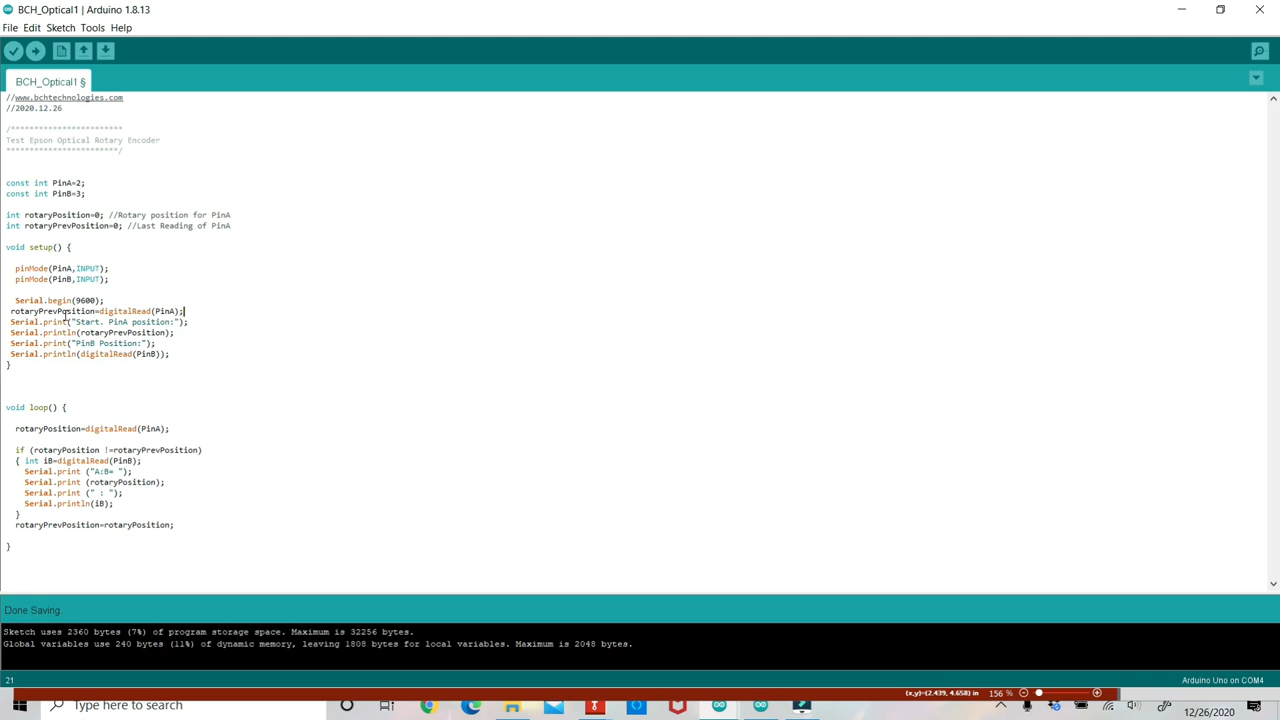 BCH_Optical1 | Arduino 1.8.13
File Edit Sketch Tools Help
BCH_Optical1 §
//www.bchtechnologies.com
//2020.12.26
/************************
Test Epson Optical Rotary Encoder
************************/
const int PinA=2;
const int PinB=3;
int rotaryPosition=0; //Rotary position for PinA
int rotaryPrevPosition=0; //Last Reading of PinA
void setup() {
pinMode(PinA,INPUT);
pinMode(PinB,INPUT);
Serial.begin(9600);
rotaryPrevPosition=digitalRead(PinA);
Serial.print("Start. PinA position:");
Serial.println(rotaryPrevPosition);
Serial.print("PinB Position:");
Serial.println(digitalRead(PinB));
}
void loop() {
rotaryPosition=digitalRead(PinA);
if (rotaryPosition !=rotaryPrevPosition)
{ int iB=digitalRead(PinB);
Serial.print ("A:B= ");
Serial.print (rotaryPosition);
Serial.print (" : ");
Serial.println(iB);
}
rotaryPrevPosition=rotaryPosition;
}
Done Saving.
Sketch uses 2360 bytes (7%) of program storage space. Maximum is 32256 bytes.
Global variables use 240 bytes (11%) of dynamic memory, leaving 1808 bytes for local variables. Maximum is 2048 bytes.
21
Arduino Uno on COM4
(x,y)=(2.439, 4.658) in 156 %
Type here to search
12/26/2020